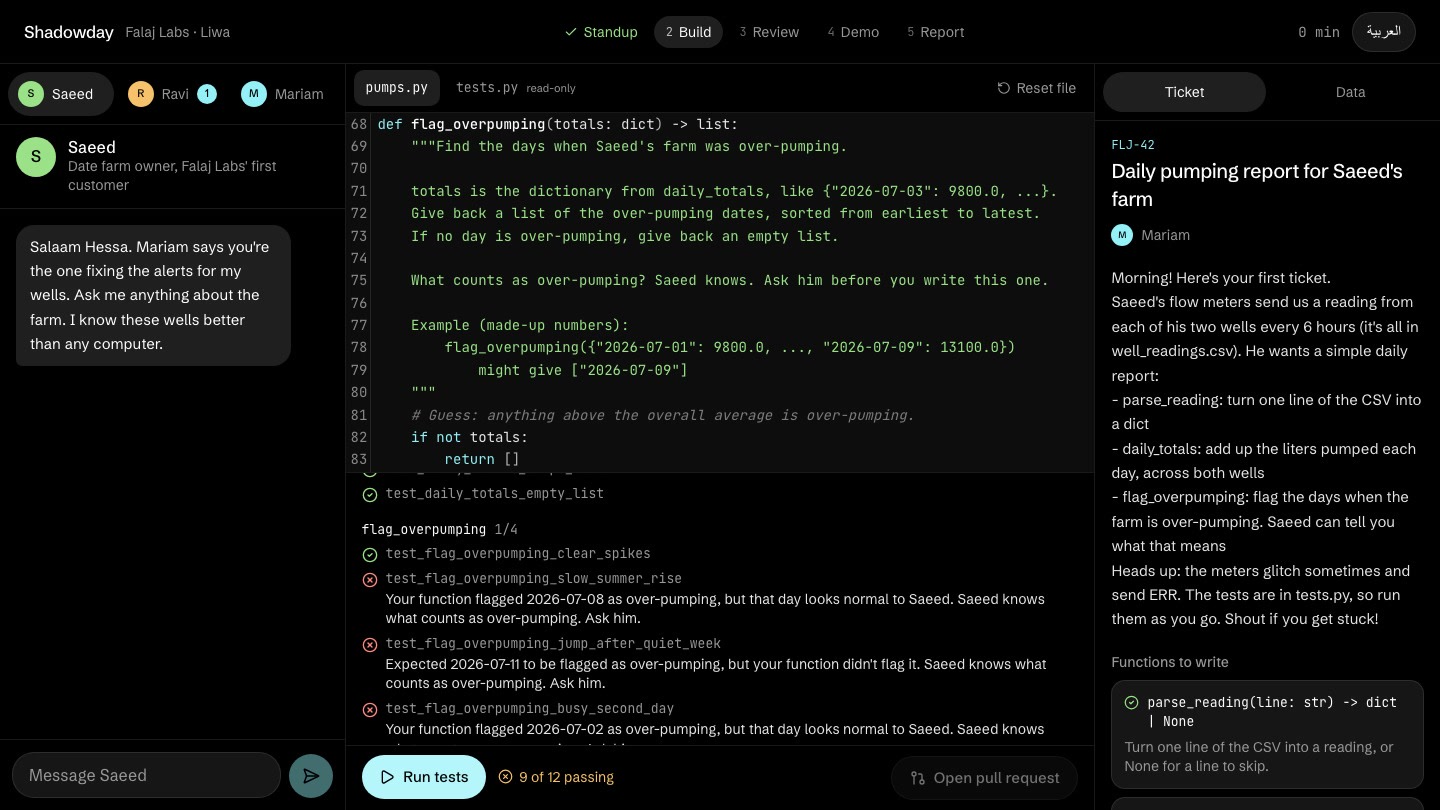 Shadowday
Falaj Labs · Liwa
Standup
2 Build
3 Review
4 Demo
5 Report
0 min
العربية
S Saeed
R Ravi 1
M Mariam
S
Saeed
Date farm owner, Falaj Labs' first
customer
Salaam Hessa. Mariam says you're
the one fixing the alerts for my
wells. Ask me anything about the
farm. I know these wells better
than any computer.
Message Saeed
pumps.py
tests.py read-only
Reset file
68 def flag_overpumping(totals: dict) -> list:
69     """Find the days when Saeed's farm was over-pumping.
70
71     totals is the dictionary from daily_totals, like {"2026-07-03": 9800.0, ...}.
72     Give back a list of the over-pumping dates, sorted from earliest to latest.
73     If no day is over-pumping, give back an empty list.
74
75     What counts as over-pumping? Saeed knows. Ask him before you write this one.
76
77     Example (made-up numbers):
78         flag_overpumping({"2026-07-01": 9800.0, ..., "2026-07-09": 13100.0})
79             might give ["2026-07-09"]
80     """
81     # Guess: anything above the overall average is over-pumping.
82     if not totals:
83         return []
test_daily_totals_empty_list
flag_overpumping 1/4
test_flag_overpumping_clear_spikes
test_flag_overpumping_slow_summer_rise
Your function flagged 2026-07-08 as over-pumping, but that day looks normal to Saeed. Saeed knows
what counts as over-pumping. Ask him.
test_flag_overpumping_jump_after_quiet_week
Expected 2026-07-11 to be flagged as over-pumping, but your function didn't flag it. Saeed knows what
counts as over-pumping. Ask him.
test_flag_overpumping_busy_second_day
Your function flagged 2026-07-02 as over-pumping, but that day looks normal to Saeed. Saeed knows
Run tests
9 of 12 passing
Open pull request
Ticket
Data
FLJ-42
Daily pumping report for Saeed's
farm
M Mariam
Morning! Here's your first ticket.
Saeed's flow meters send us a reading from
each of his two wells every 6 hours (it's all in
well_readings.csv). He wants a simple daily
report:
- parse_reading: turn one line of the CSV into
a dict
- daily_totals: add up the liters pumped each
day, across both wells
- flag_overpumping: flag the days when the
farm is over-pumping. Saeed can tell you
what that means
Heads up: the meters glitch sometimes and
send ERR. The tests are in tests.py, so run
them as you go. Shout if you get stuck!
Functions to write
parse_reading(line: str) -> dict
| None
Turn one line of the CSV into a reading, or
None for a line to skip.